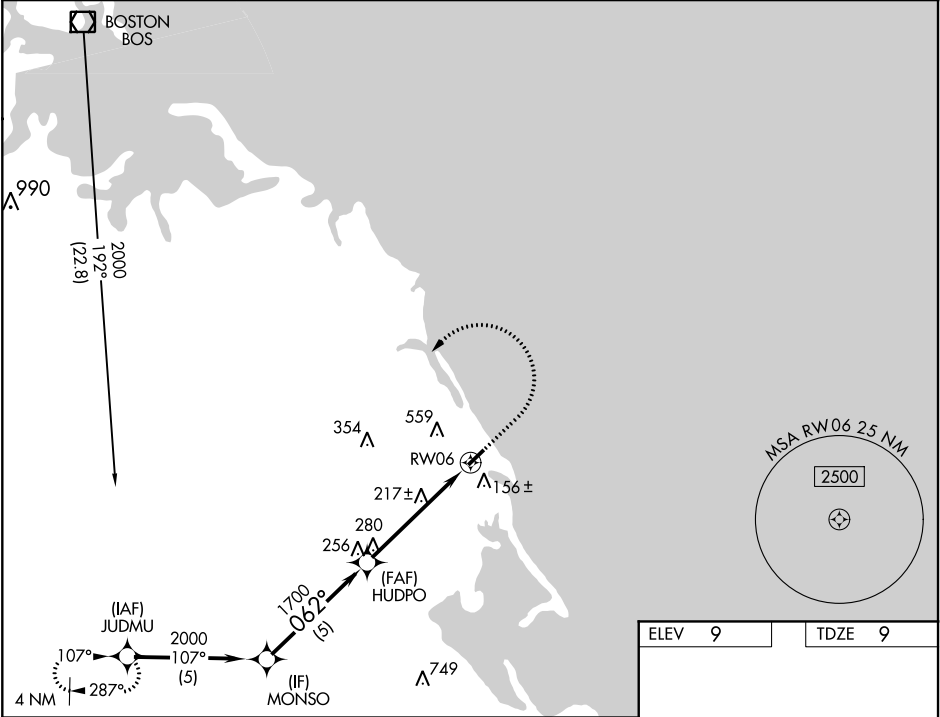 BOSTON
BOS
990
2000
192°
(22.8)
354
559
RW06
217±
156±
280
256
(FAF)
HUDPO
1700
062°
(5)
(IAF)
JUDMU
2000
107°
107°
(5)
287°
4 NM
(IF)
MONSO
749
MSA RW06 25 NM
2500
ELEV 9
TDZE 9